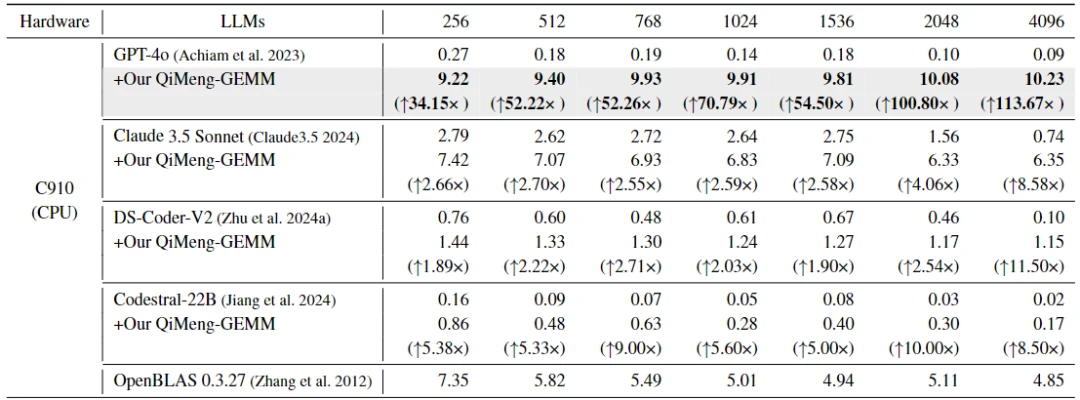 Hardware LLMs 256 512 768 1024 1536 2048 4096
GPT-4o (Achiam et al. 2023) 0.27 0.18 0.19 0.14 0.18 0.10 0.09
+Our QiMeng-GEMM 9.22 9.40 9.93 9.91 9.81 10.08 10.23
(↑34.15× ) (↑52.22× ) (↑52.26× ) (↑70.79× ) (↑54.50× ) (↑100.80× ) (↑113.67× )
Claude 3.5 Sonnet (Claude3.5 2024) 2.79 2.62 2.72 2.64 2.75 1.56 0.74
+Our QiMeng-GEMM 7.42 7.07 6.93 6.83 7.09 6.33 6.35
(↑2.66×) (↑2.70×) (↑2.55×) (↑2.59×) (↑2.58×) (↑4.06×) (↑8.58×)
C910
(CPU)
DS-Coder-V2 (Zhu et al. 2024a) 0.76 0.60 0.48 0.61 0.67 0.46 0.10
+Our QiMeng-GEMM 1.44 1.33 1.30 1.24 1.27 1.17 1.15
(↑1.89×) (↑2.22×) (↑2.71×) (↑2.03×) (↑1.90×) (↑2.54×) (↑11.50×)
Codestral-22B (Jiang et al. 2024) 0.16 0.09 0.07 0.05 0.08 0.03 0.02
+Our QiMeng-GEMM 0.86 0.48 0.63 0.28 0.40 0.30 0.17
(↑5.38×) (↑5.33×) (↑9.00×) (↑5.60×) (↑5.00×) (↑10.00×) (↑8.50×)
OpenBLAS 0.3.27 (Zhang et al. 2012) 7.35 5.82 5.49 5.01 4.94 5.11 4.85